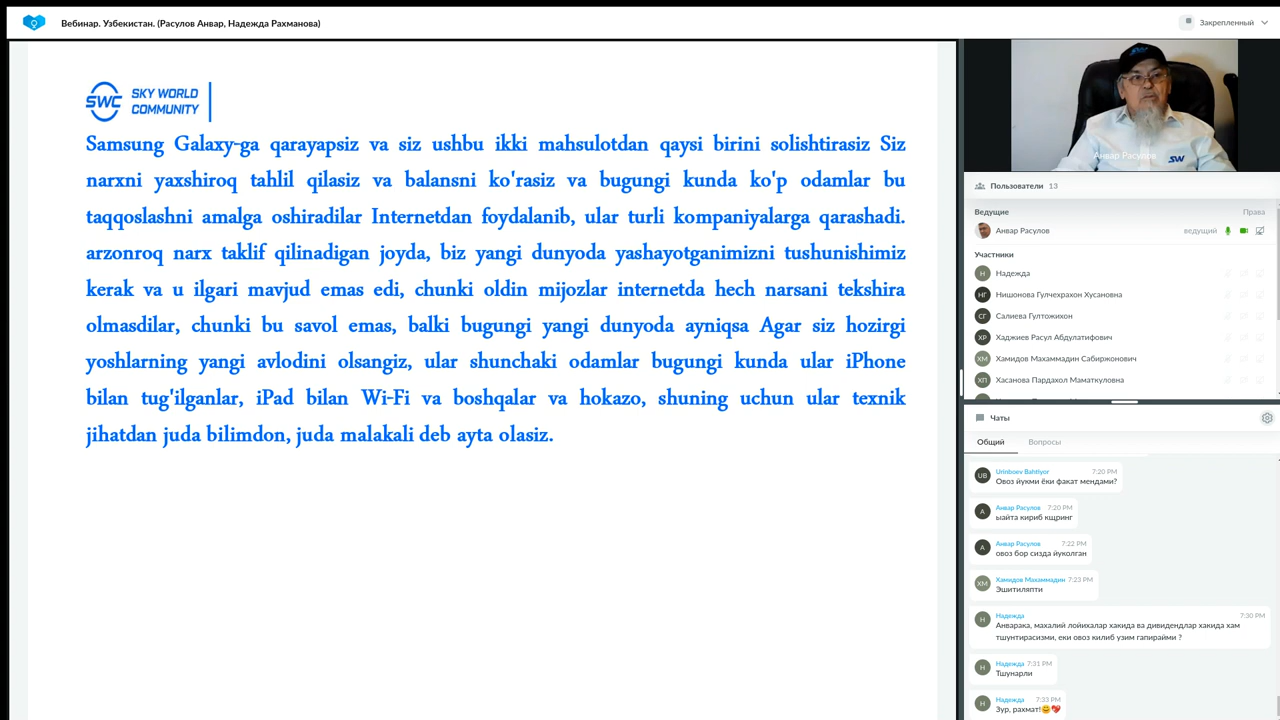 Вебинар. Узбекистан. (Расулов Анвар, Надежда Рахманова)
Закрепленный
SWC SKY WORLD
COMMUNITY
Samsung Galaxy-ga qarayapsiz va siz ushbu ikki mahsulotdan qaysi birini solishtirasiz Siz
narxni yaxshiroq tahlil qilasiz va balansni ko'rasiz va bugungi kunda ko'p odamlar bu
taqqoslashni amalga oshiradilar Internetdan foydalanib, ular turli kompaniyalarga qarashadi.
arzonroq narx taklif qilinadigan joyda, biz yangi dunyoda yashayotganimizni tushunishimiz
kerak va u ilgari mavjud emas edi, chunki oldin mijozlar internetda hech narsani tekshira
olmasdilar, chunki bu savol emas, balki bugungi yangi dunyoda ayniqsa Agar siz hozirgi
yoshlarning yangi avlodini olsangiz, ular shunchaki odamlar bugungi kunda ular iPhone
bilan tug'ilganlar, iPad bilan Wi-Fi va boshqalar va hokazo, shuning uchun ular texnik
jihatdan juda bilimdon, juda malakali deb ayta olasiz.
Анвар Расулов
SW
Пользователи 13
Ведущие Права
Анвар Расулов ведущий
Участники
Н Надежда
НГ Нишонова Гулчехрахон Хусановна
СГ Салиева Гултожихон
ХР Хаджиев Расул Абдулатифович
ХМ Хамидов Махаммадин Сабиржонович
ХП Хасанова Пардахол Маматкуловна
Чаты
Общий Вопросы
UB Urinboev Bahtiyor 7:20 PM
Овоз йукми ёки факат мендами?
А Анвар Расулов 7:20 PM
ыайта кириб кщринг
А Анвар Расулов 7:22 PM
овоз бор сизда йуколган
ХМ Хамидов Махаммадин 7:23 PM
Эшитиляпти
Н Надежда 7:30 PM
Анварака, махалий лойихалар хакида ва дивидендлар хакида хам
тшунтирасизми, еки овоз килиб узим гапирайми ?
Н Надежда 7:31 PM
Тшунарли
Н Надежда 7:33 PM
Зур, рахмат!😊💖